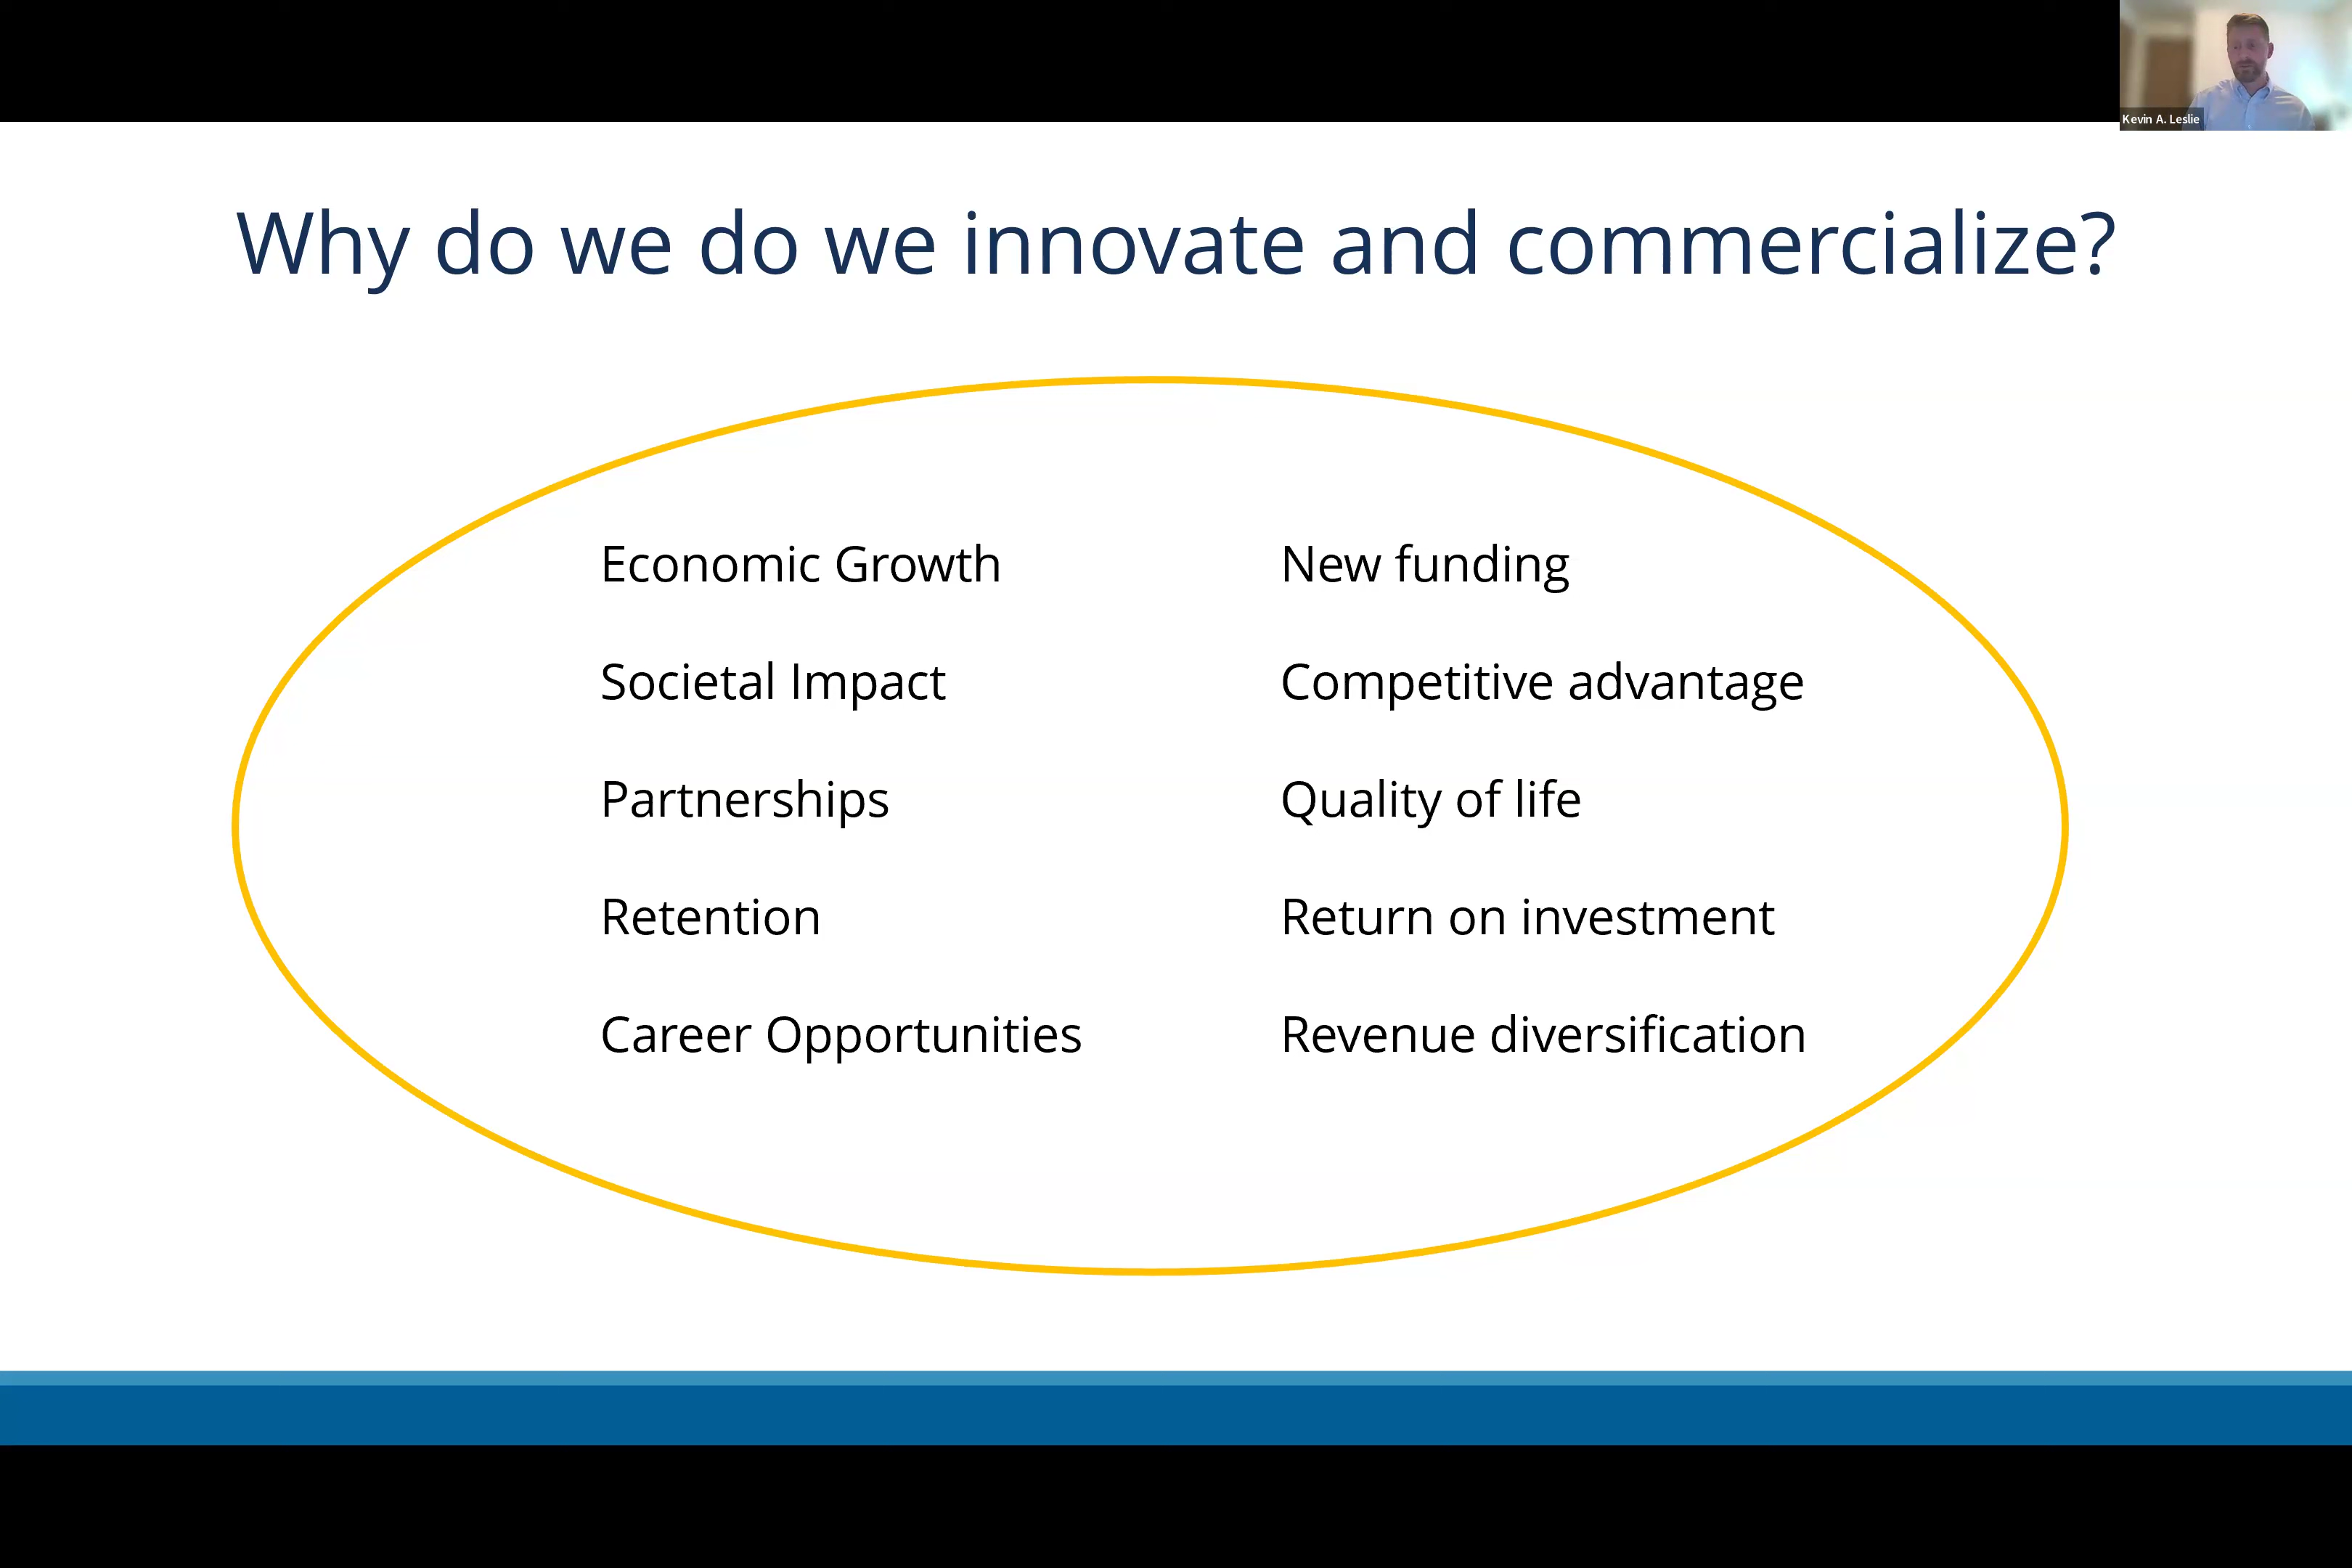 Kevin A. Leslie
Why do we do we innovate and commercialize?
Economic Growth
Societal Impact
Partnerships
Retention
Career Opportunities
New funding
Competitive advantage
Quality of life
Return on investment
Revenue diversification